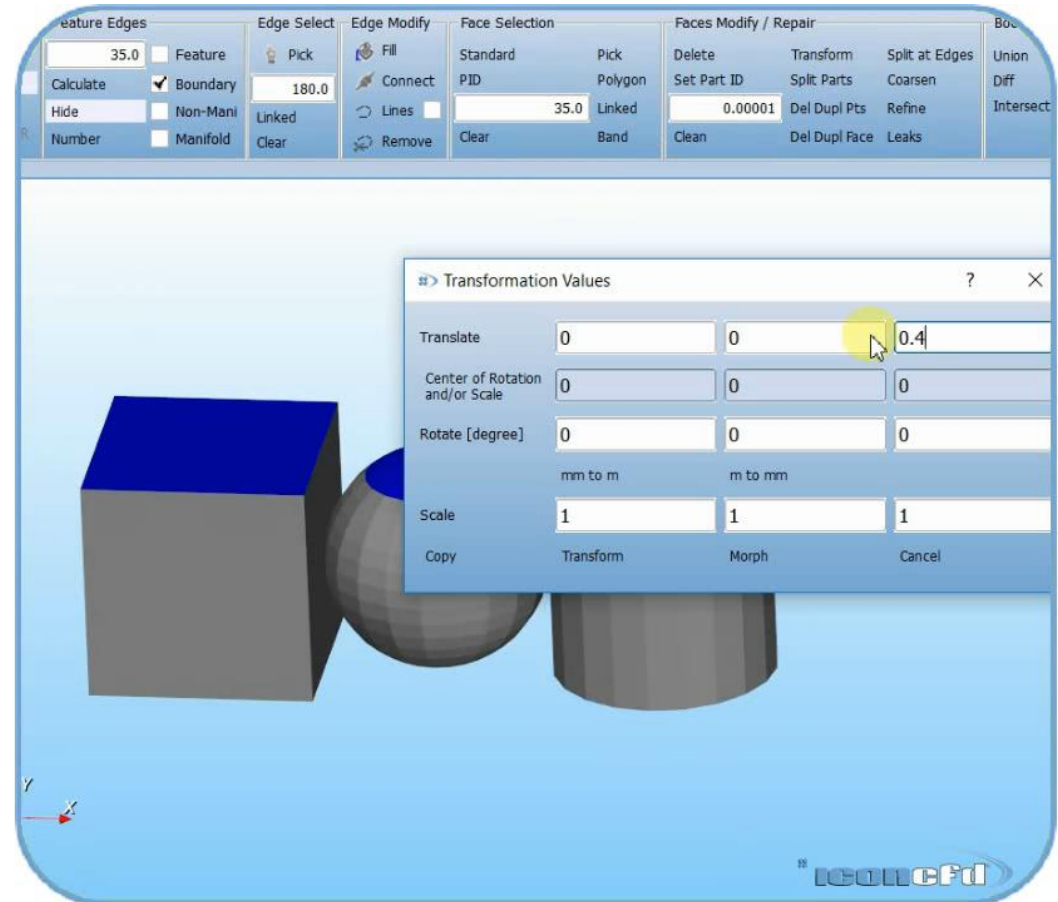 eature Edges
35.0 Feature
Calculate Boundary
Hide Non-Mani
Number Manifold
Edge Select
Pick
180.0
Linked
Clear
Edge Modify
Fill
Connect
Lines
Remove
Face Selection
Standard Pick
PID Polygon
35.0 Linked
Clear Band
Faces Modify / Repair
Delete Transform Split at Edges
Set Part ID Split Parts Coarsen
0.00001 Del Dupl Pts Refine
Clean Del Dupl Face Leaks
Boo
Union
Diff
Intersect
Transformation Values ? ×
Translate 0 0 0.4
Center of Rotation
and/or Scale 0 0 0
Rotate [degree] 0 0 0
mm to m m to mm
Scale 1 1 1
Copy Transform Morph Cancel
Y
X
iconcfd